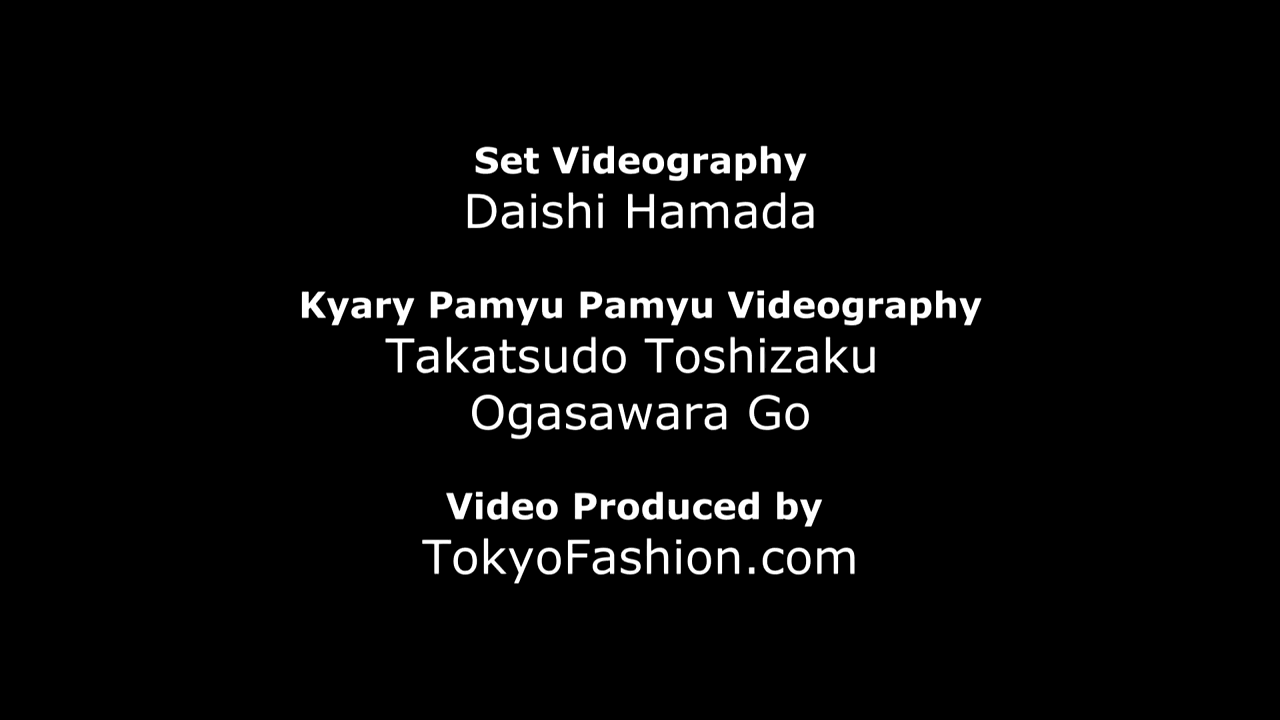 Set Videography
Daishi Hamada
Kyary Pamyu Pamyu Videography
Takatsudo Toshizaku
Ogasawara Go
Video Produced by
TokyoFashion.com